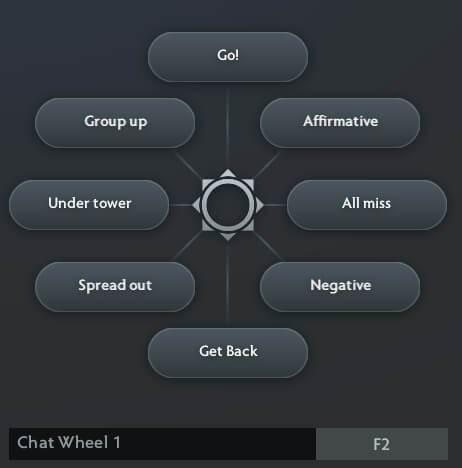 Go!
Group up
Affirmative
Under tower
All miss
Spread out
Negative
Get Back
Chat Wheel 1
F2